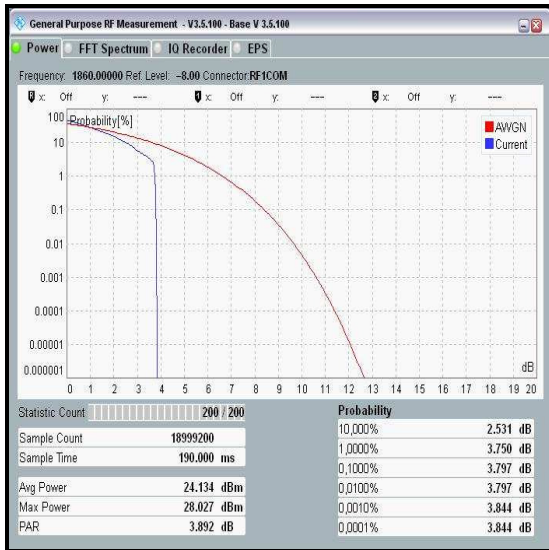 General Purpose RF Measurement - V3.5.100 - Base V 3.5.100
Power FFT Spectrum IQ Recorder EPS
Frequency: 1860.00000 Ref. Level: -8.00 Connector:RF1COM
x: Off y: --- 1 x: Off y: --- 2 x: Off y: ---
Probability[%]
AWGN
Current
100
10
1
0.1
0.01
0.001
0.0001
0.00001
0.000001
dB
0 1 2 3 4 5 6 7 8 9 10 11 12 13 14 15 16 17 18 19 20
Statistic Count 200 / 200
Sample Count 18999200
Sample Time 190.000 ms
Avg Power 24.134 dBm
Max Power 28.027 dBm
PAR 3.892 dB
Probability
10,000% 2.531 dB
1,0000% 3.750 dB
0,1000% 3.797 dB
0,0100% 3.797 dB
0,0010% 3.844 dB
0,0001% 3.844 dB